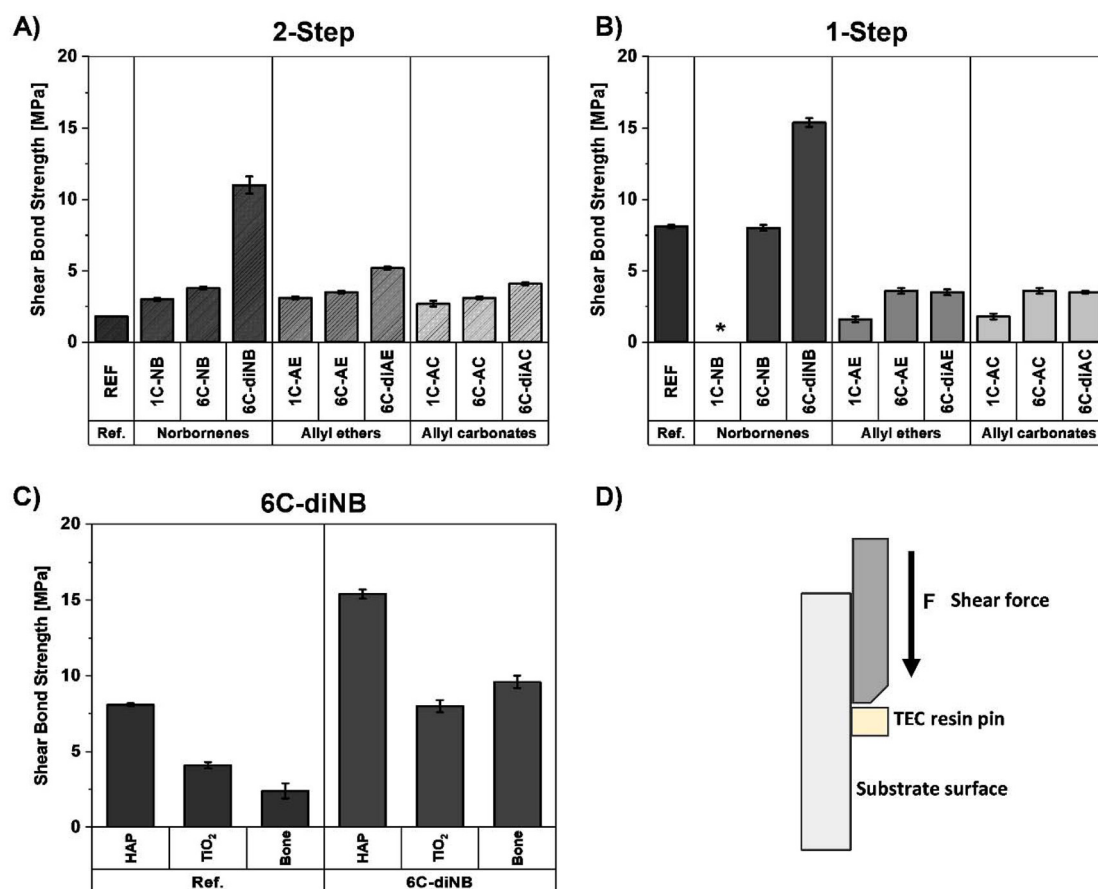 A)
2-Step
Shear Bond Strength [MPa]
20
15
10
5
0
REF
1C-NB
6C-NB
6C-diNB
1C-AE
6C-AE
6C-diAE
1C-AC
6C-AC
6C-diAC
Ref.
Norbornenes
Allyl ethers
Allyl carbonates
B)
1-Step
Shear Bond Strength [MPa]
20
15
10
5
0
*
REF
1C-NB
6C-NB
6C-diNB
1C-AE
6C-AE
6C-diAE
1C-AC
6C-AC
6C-diAC
Ref.
Norbornenes
Allyl ethers
Allyl carbonates
C)
6C-diNB
Shear Bond Strength [MPa]
20
15
10
5
0
HAP
TiO₂
Bone
HAP
TiO₂
Bone
Ref.
6C-diNB
D)
F Shear force
TEC resin pin
Substrate surface